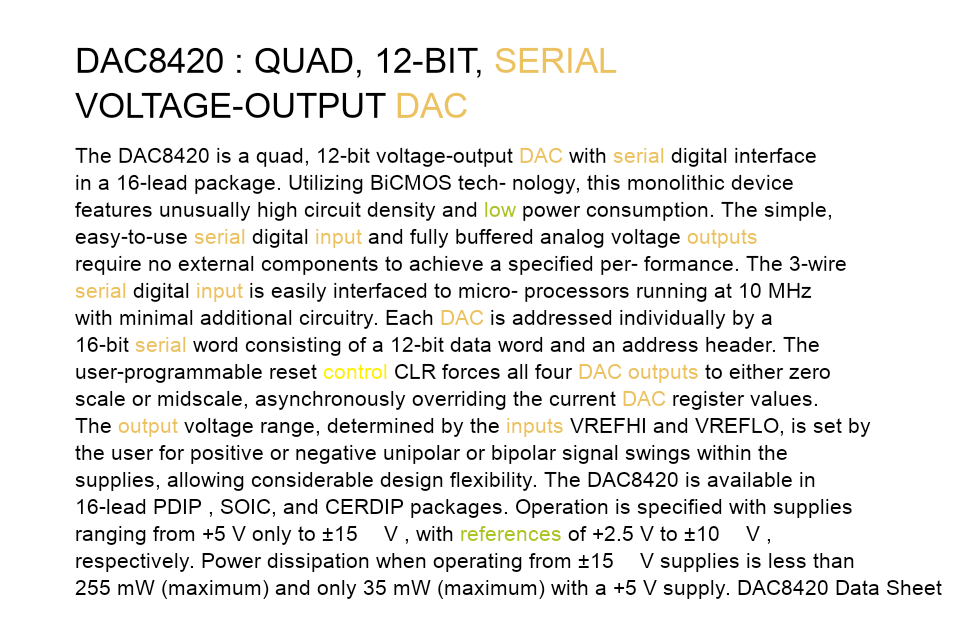 DAC8420 : QUAD, 12-BIT, SERIAL
VOLTAGE-OUTPUT DAC
The DAC8420 is a quad, 12-bit voltage-output DAC with serial digital interface
in a 16-lead package. Utilizing BiCMOS tech- nology, this monolithic device
features unusually high circuit density and low power consumption. The simple,
easy-to-use serial digital input and fully buffered analog voltage outputs
require no external components to achieve a specified per- formance. The 3-wire
serial digital input is easily interfaced to micro- processors running at 10 MHz
with minimal additional circuitry. Each DAC is addressed individually by a
16-bit serial word consisting of a 12-bit data word and an address header. The
user-programmable reset control CLR forces all four DAC outputs to either zero
scale or midscale, asynchronously overriding the current DAC register values.
The output voltage range, determined by the inputs VREFHI and VREFLO, is set by
the user for positive or negative unipolar or bipolar signal swings within the
supplies, allowing considerable design flexibility. The DAC8420 is available in
16-lead PDIP , SOIC, and CERDIP packages. Operation is specified with supplies
ranging from +5 V only to ±15 V , with references of +2.5 V to ±10 V ,
respectively. Power dissipation when operating from ±15 V supplies is less than
255 mW (maximum) and only 35 mW (maximum) with a +5 V supply. DAC8420 Data Sheet